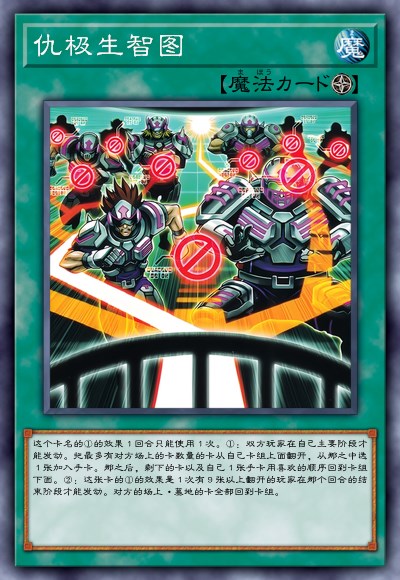 仇极生智图
魔
まほう
【魔法カード】
这个卡名的①的效果1回合只能使用1次。①：双方玩家在自己主要阶段才
能发动。把最多有对方场上的卡数量的卡从自己卡组上面翻开，从那之中选
1张加入手卡。那之后，剩下的卡以及自己1张手卡用喜欢的顺序回到卡组
下面。②：这张卡的①的效果是1次有9张以上翻开的玩家在那个回合的结
束阶段才能发动。对方的场上·墓地的卡全部回到卡组。